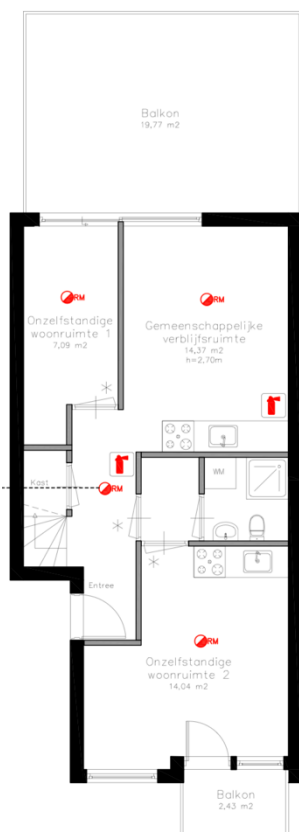 Balkon
19,77 m2
RM
RM
Onzelfstandige
woonruimte 1
7,09 m2
Gemeenschappelijke
verblijfsruimte
14,37 m2
h=2,70m
Kast
RM
WM
Entree
RM
Onzelfstandige
woonruimte 2
14,04 m2
Balkon
2,43 m2